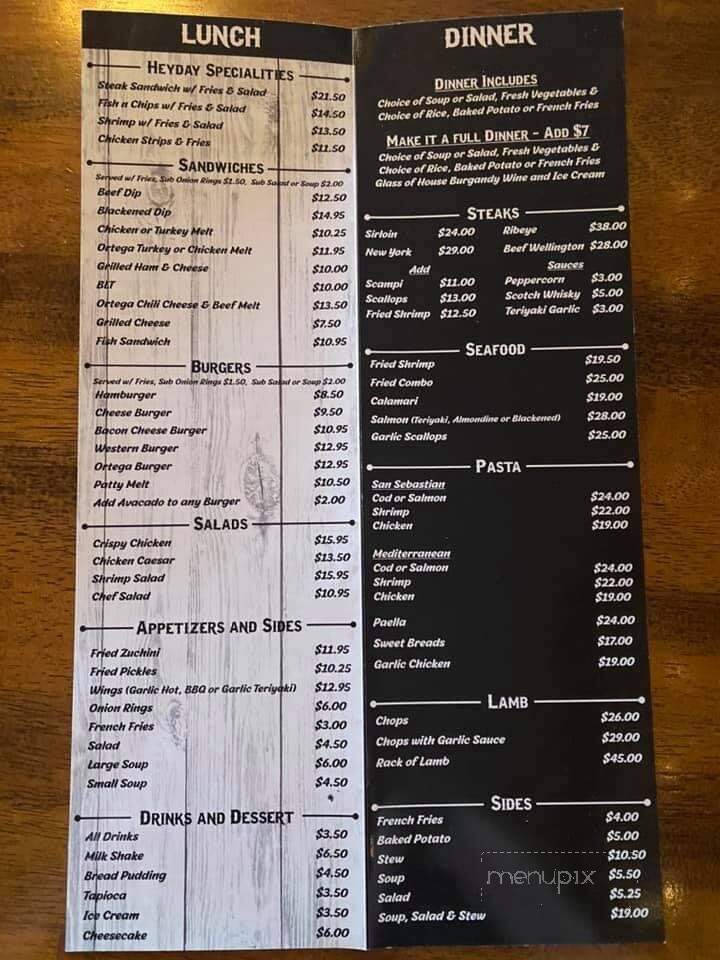 LUNCH
HEYDAY SPECIALITIES
Steak Sandwich w/ Fries & Salad $21.50
Fish n Chips w/ Fries & Salad $14.50
Shrimp w/ Fries & Salad $13.50
Chicken Strips & Fries $11.50
SANDWICHES
Served w/ Fries, Sub Onion Rings $1.50, Sub Salad or Soup $2.00
Beef Dip $12.50
Blackened Dip $14.95
Chicken or Turkey Melt $10.25
Ortega Turkey or Chicken Melt $11.95
Grilled Ham & Cheese $10.00
BLT $10.00
Ortega Chili Cheese & Beef Melt $13.50
Grilled Cheese $7.50
Fish Sandwich $10.95
BURGERS
Served w/ Fries, Sub Onion Rings $1.50, Sub Salad or Soup $2.00
Hamburger $8.50
Cheese Burger $9.50
Bacon Cheese Burger $10.95
Western Burger $12.95
Ortega Burger $12.95
Patty Melt $10.50
Add Avacado to any Burger $2.00
SALADS
Crispy Chicken $15.95
Chicken Caesar $13.50
Shrimp Salad $15.95
Chef Salad $10.95
APPETIZERS AND SIDES
Fried Zuchini $11.95
Fried Pickles $10.25
Wings (Garlic Hot, BBQ or Garlic Teriyaki) $12.95
Onion Rings $6.00
French Fries $3.00
Salad $4.50
Large Soup $6.00
Small Soup $4.50
DRINKS AND DESSERT
All Drinks $3.50
Milk Shake $6.50
Bread Pudding $4.50
Tapioca $3.50
Ice Cream $3.50
Cheesecake $6.00
DINNER
DINNER INCLUDES
Choice of Soup or Salad, Fresh Vegetables &
Choice of Rice, Baked Potato or French Fries
MAKE IT A FULL DINNER - ADD $7
Choice of Soup or Salad, Fresh Vegetables &
Choice of Rice, Baked Potato or French Fries
Glass of House Burgandy Wine and Ice Cream
STEAKS
Sirloin $24.00 Ribeye $38.00
New York $29.00 Beef Wellington $28.00
Add Sauces
Scampi $11.00 Peppercorn $3.00
Scallops $13.00 Scotch Whisky $5.00
Fried Shrimp $12.50 Teriyaki Garlic $3.00
SEAFOOD
Fried Shrimp $19.50
Fried Combo $25.00
Calamari $19.00
Salmon (Teriyaki, Almondine or Blackened) $28.00
Garlic Scallops $25.00
PASTA
San Sebastian
Cod or Salmon $24.00
Shrimp $22.00
Chicken $19.00
Mediterranean
Cod or Salmon $24.00
Shrimp $22.00
Chicken $19.00
Paella $24.00
Sweet Breads $17.00
Garlic Chicken $19.00
LAMB
Chops $26.00
Chops with Garlic Sauce $29.00
Rack of Lamb $45.00
SIDES
French Fries $4.00
Baked Potato $5.00
Stew $10.50
Soup $5.50
Salad $5.25
Soup, Salad & Stew $19.00
menupix